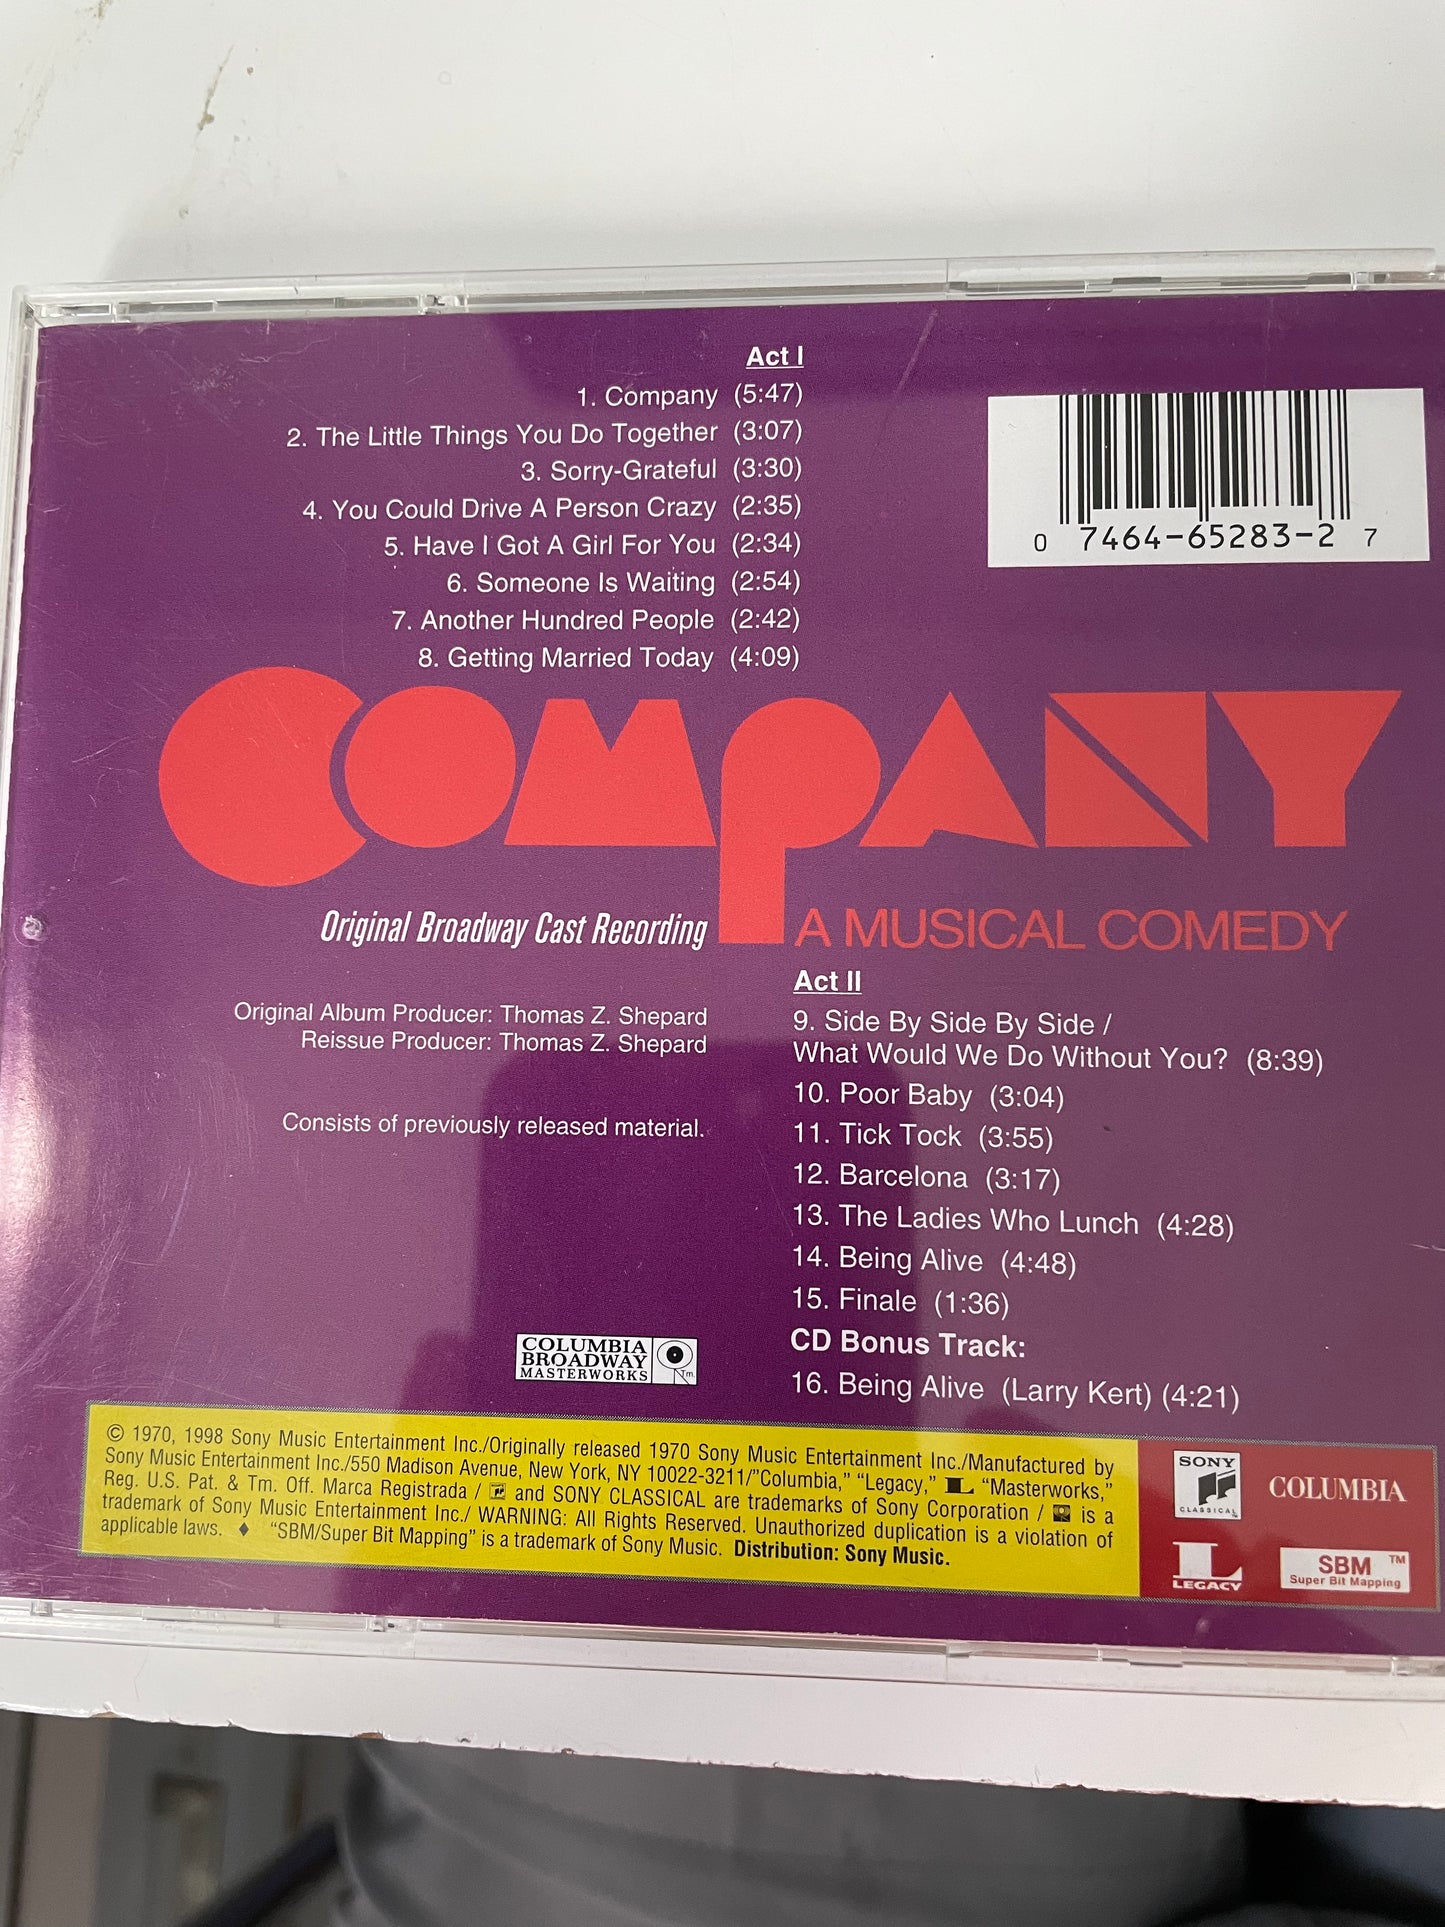 Act I
1. Company (5:47)
2. The Little Things You Do Together (3:07)
3. Sorry-Grateful (3:30)
4. You Could Drive A Person Crazy (2:35)
5. Have I Got A Girl For You (2:34)
6. Someone Is Waiting (2:54)
7. Another Hundred People (2:42)
8. Getting Married Today (4:09)
0 7464-65283-2 7
COMPANY
A MUSICAL COMEDY
Original Broadway Cast Recording
Original Album Producer: Thomas Z. Shepard
Reissue Producer: Thomas Z. Shepard
Consists of previously released material.
Act II
9. Side By Side By Side /
What Would We Do Without You? (8:39)
10. Poor Baby (3:04)
11. Tick Tock (3:55)
12. Barcelona (3:17)
13. The Ladies Who Lunch (4:28)
14. Being Alive (4:48)
15. Finale (1:36)
CD Bonus Track:
16. Being Alive (Larry Kert) (4:21)
COLUMBIA
BROADWAY
MASTERWORKS
Tm.
© 1970, 1998 Sony Music Entertainment Inc./Originally released 1970 Sony Music Entertainment Inc./Manufactured by
Sony Music Entertainment Inc./550 Madison Avenue, New York, NY 10022-3211/"Columbia," "Legacy," L "Masterworks,"
Reg. U.S. Pat. & Tm. Off. Marca Registrada / and SONY CLASSICAL are trademarks of Sony Corporation / is a
trademark of Sony Music Entertainment Inc./ WARNING: All Rights Reserved. Unauthorized duplication is a violation of
applicable laws. ♦ "SBM/Super Bit Mapping" is a trademark of Sony Music. Distribution: Sony Music.
SONY
CLASSICAL
COLUMBIA
L
LEGACY
SBM TM
Super Bit Mapping